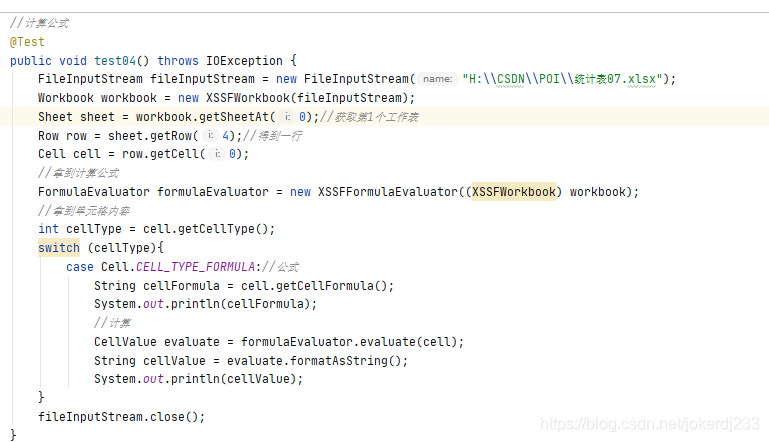 //计算公式
@Test
public void test04() throws IOException {
FileInputStream fileInputStream = new FileInputStream( name: "H:\\CSDN\\POI\\统计表07.xlsx");
Workbook workbook = new XSSFWorkbook(fileInputStream);
Sheet sheet = workbook.getSheetAt( i: 0);//获取第1个工作表
Row row = sheet.getRow( i: 4);//得到一行
Cell cell = row.getCell( i: 0);
//拿到计算公式
FormulaEvaluator formulaEvaluator = new XSSFFormulaEvaluator((XSSFWorkbook) workbook);
//拿到单元格内容
int cellType = cell.getCellType();
switch (cellType){
case Cell.CELL_TYPE_FORMULA://公式
String cellFormula = cell.getCellFormula();
System.out.println(cellFormula);
//计算
CellValue evaluate = formulaEvaluator.evaluate(cell);
String cellValue = evaluate.formatAsString();
System.out.println(cellValue);
}
fileInputStream.close();
}
https://blog.csdn.net/jokerdj233